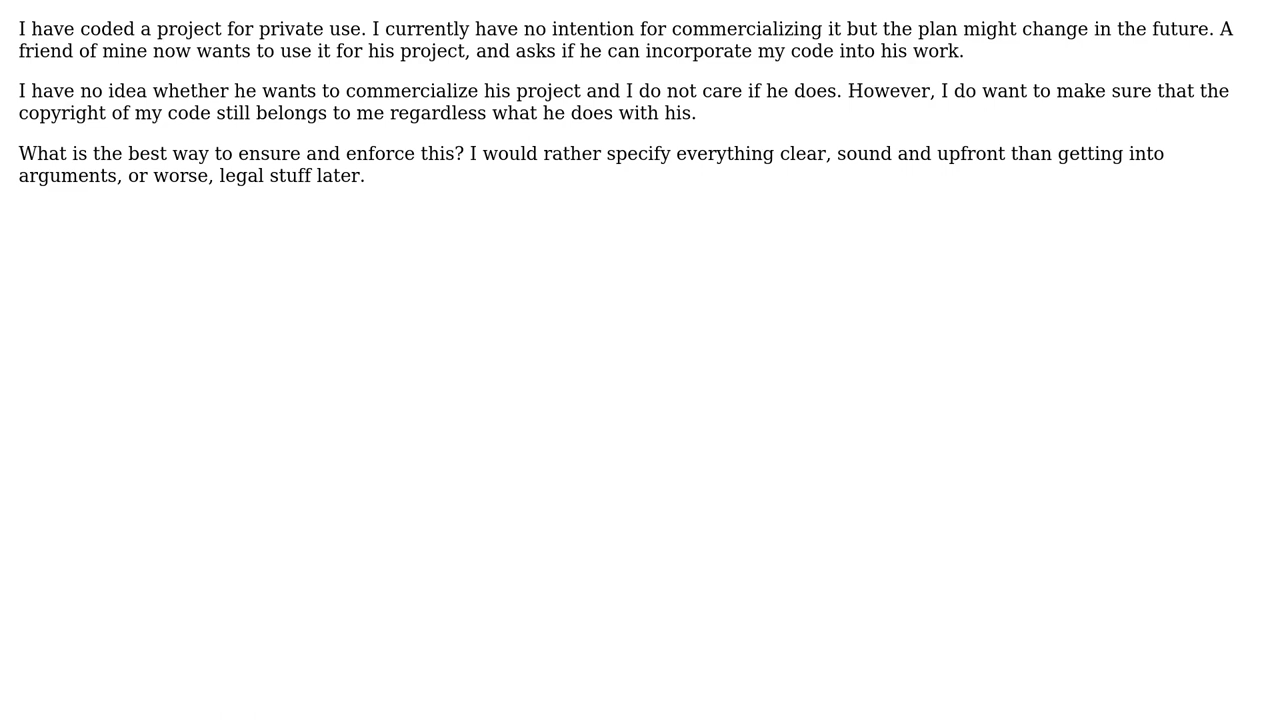 I have coded a project for private use. I currently have no intention for commercializing it but the plan might change in the future. A
friend of mine now wants to use it for his project, and asks if he can incorporate my code into his work.
I have no idea whether he wants to commercialize his project and I do not care if he does. However, I do want to make sure that the
copyright of my code still belongs to me regardless what he does with his.
What is the best way to ensure and enforce this? I would rather specify everything clear, sound and upfront than getting into
arguments, or worse, legal stuff later.